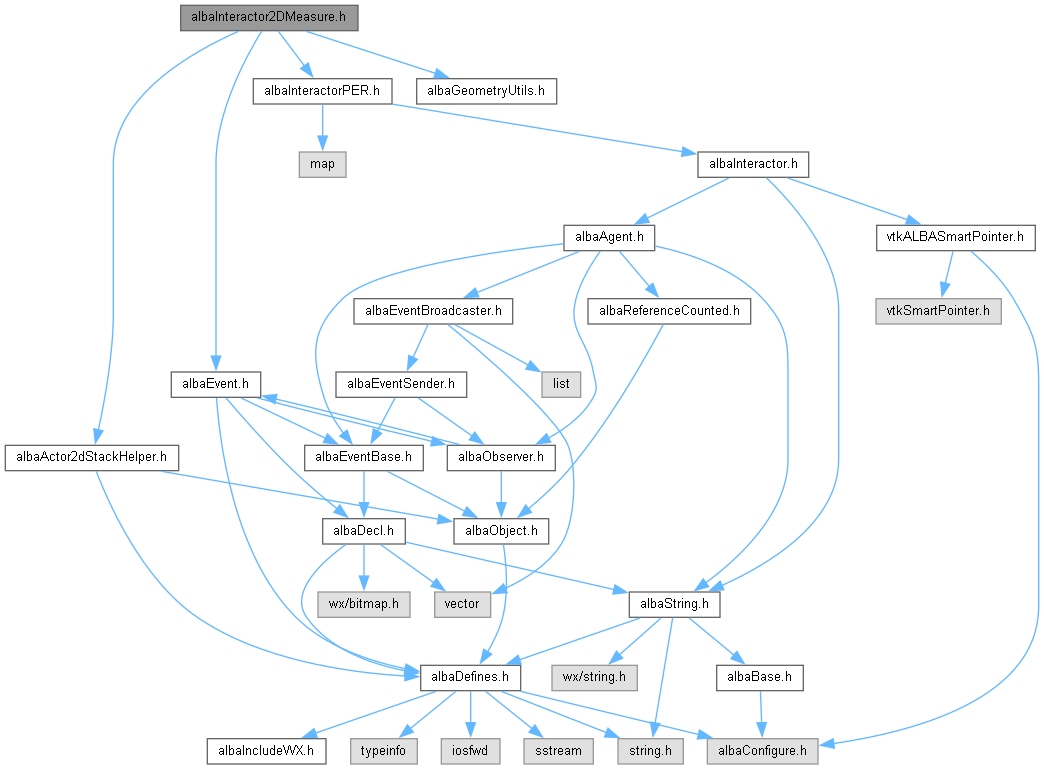 albaInteractor2DMeasure.h
albaInteractorPER.h
albaGeometryUtils.h
map
albaInteractor.h
albaAgent.h
vtkALBASmartPointer.h
albaEventBroadcaster.h
albaReferenceCounted.h
vtkSmartPointer.h
albaEvent.h
albaEventSender.h
list
albaActor2dStackHelper.h
albaEventBase.h
albaObserver.h
albaDecl.h
albaObject.h
wx/bitmap.h
vector
albaString.h
albaDefines.h
wx/string.h
albaBase.h
albaIncludeWX.h
typeinfo
iosfwd
sstream
string.h
albaConfigure.h